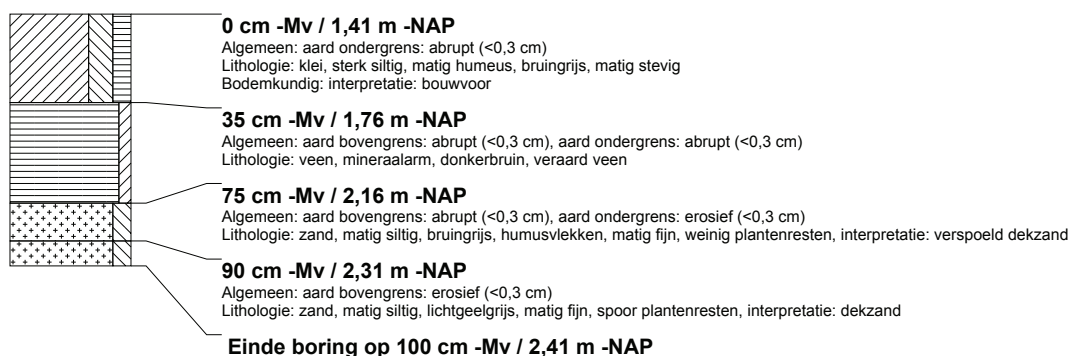 0 cm -Mv / 1,41 m -NAP
Algemeen: aard ondergrens: abrupt (<0,3 cm)
Lithologie: klei, sterk siltig, matig humeus, bruingrijs, matig stevig
Bodemkundig: interpretatie: bouwvoor
35 cm -Mv / 1,76 m -NAP
Algemeen: aard bovengrens: abrupt (<0,3 cm), aard ondergrens: abrupt (<0,3 cm)
Lithologie: veen, mineraalarm, donkerbruin, veraard veen
75 cm -Mv / 2,16 m -NAP
Algemeen: aard bovengrens: abrupt (<0,3 cm), aard ondergrens: erosief (<0,3 cm)
Lithologie: zand, matig siltig, bruingrijs, humusvlekken, matig fijn, weinig plantenresten, interpretatie: verspoeld dekzand
90 cm -Mv / 2,31 m -NAP
Algemeen: aard bovengrens: erosief (<0,3 cm)
Lithologie: zand, matig siltig, lichtgeelgrijs, matig fijn, spoor plantenresten, interpretatie: dekzand
Einde boring op 100 cm -Mv / 2,41 m -NAP